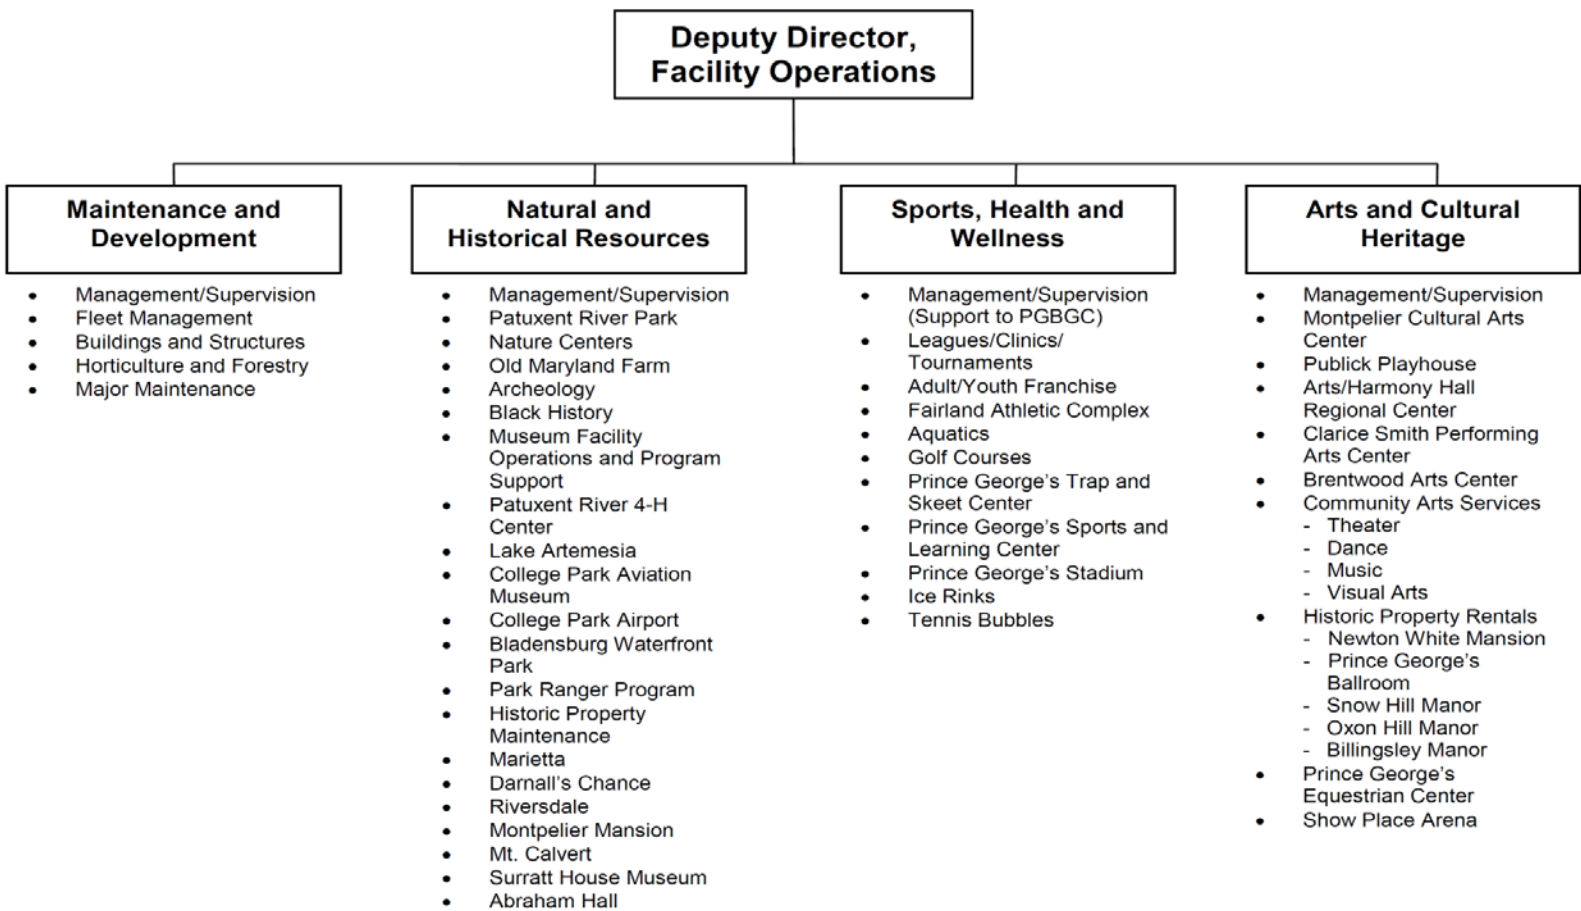 Deputy Director,
Facility Operations
Maintenance and
Development
• Management/Supervision
• Fleet Management
• Buildings and Structures
• Horticulture and Forestry
• Major Maintenance
Natural and
Historical Resources
• Management/Supervision
• Patuxent River Park
• Nature Centers
• Old Maryland Farm
• Archeology
• Black History
• Museum Facility
Operations and Program
Support
• Patuxent River 4-H
Center
• Lake Artemesia
• College Park Aviation
Museum
• College Park Airport
• Bladensburg Waterfront
Park
• Park Ranger Program
• Historic Property
Maintenance
• Marietta
• Darnall's Chance
• Riversdale
• Montpelier Mansion
• Mt. Calvert
• Surratt House Museum
• Abraham Hall
Sports, Health and
Wellness
• Management/Supervision
(Support to PGBGC)
• Leagues/Clinics/
Tournaments
• Adult/Youth Franchise
• Fairland Athletic Complex
• Aquatics
• Golf Courses
• Prince George's Trap and
Skeet Center
• Prince George's Sports and
Learning Center
• Prince George's Stadium
• Ice Rinks
• Tennis Bubbles
Arts and Cultural
Heritage
• Management/Supervision
• Montpelier Cultural Arts
Center
• Publick Playhouse
• Arts/Harmony Hall
Regional Center
• Clarice Smith Performing
Arts Center
• Brentwood Arts Center
• Community Arts Services
- Theater
- Dance
- Music
- Visual Arts
• Historic Property Rentals
- Newton White Mansion
- Prince George's
Ballroom
- Snow Hill Manor
- Oxon Hill Manor
- Billingsley Manor
• Prince George's
Equestrian Center
• Show Place Arena